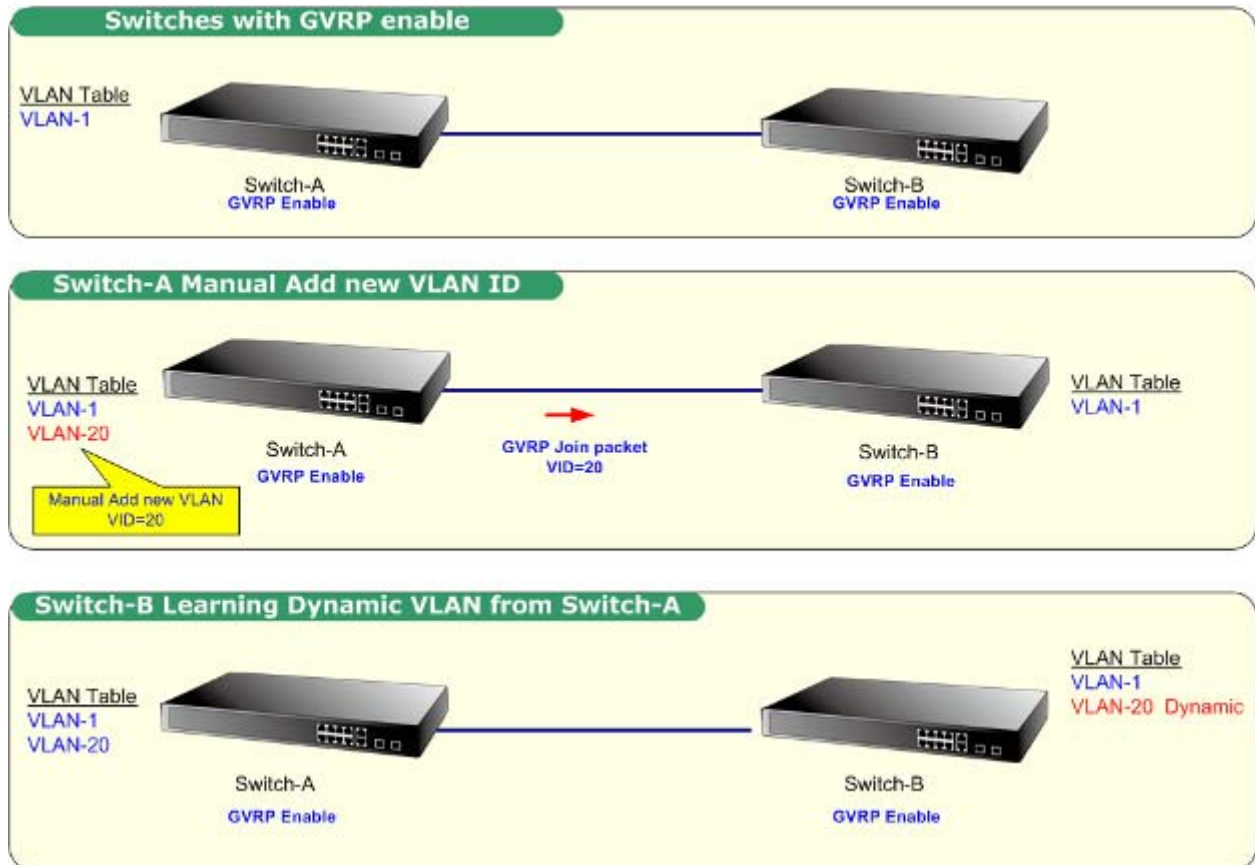 Switches with GVRP enable
VLAN Table
VLAN-1
Switch-A
GVRP Enable
Switch-B
GVRP Enable
Switch-A Manual Add new VLAN ID
VLAN Table
VLAN-1
VLAN-20
Manual Add new VLAN
VID=20
Switch-A
GVRP Enable
GVRP Join packet
VID=20
Switch-B
GVRP Enable
VLAN Table
VLAN-1
Switch-B Learning Dynamic VLAN from Switch-A
VLAN Table
VLAN-1
VLAN-20
Switch-A
GVRP Enable
Switch-B
GVRP Enable
VLAN Table
VLAN-1
VLAN-20 Dynamic